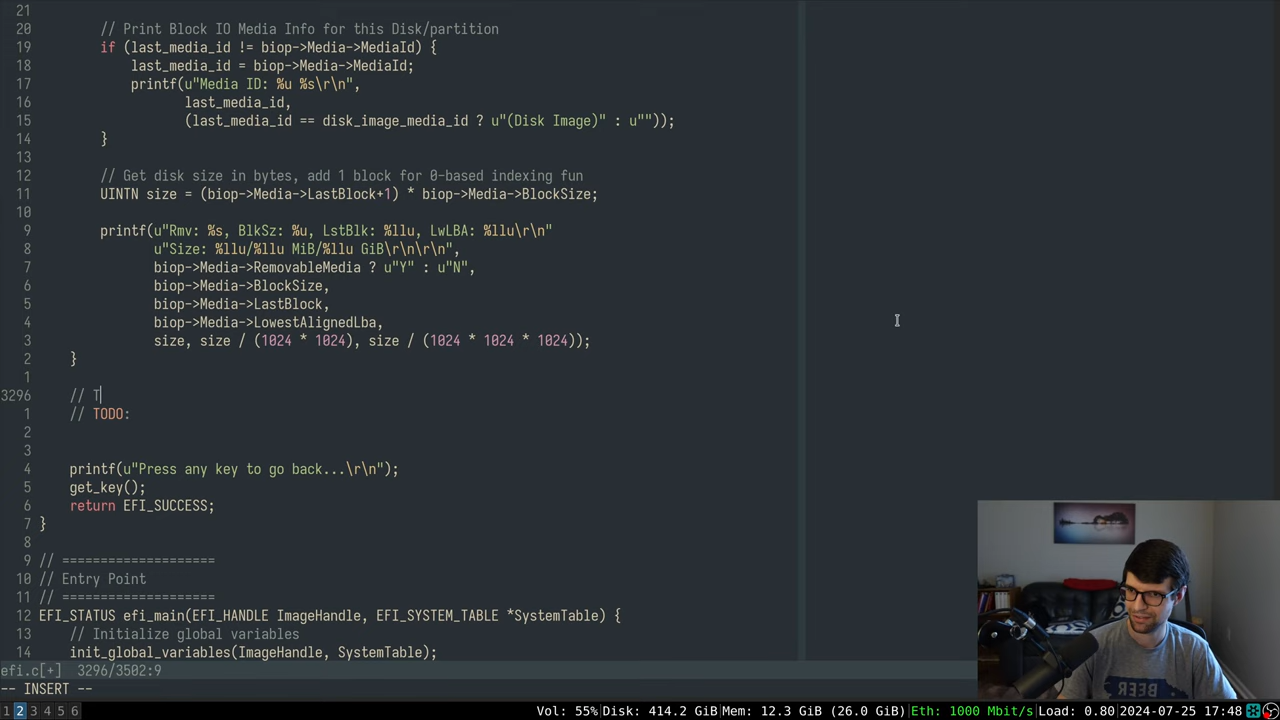 21
20 // Print Block IO Media Info for this Disk/partition
19 if (last_media_id != biop->Media->MediaId) {
18 last_media_id = biop->Media->MediaId;
17 printf(u"Media ID: %u %s\r\n",
16 last_media_id,
15 (last_media_id == disk_image_media_id ? u"(Disk Image)" : u""));
14 }
13
12 // Get disk size in bytes, add 1 block for 0-based indexing fun
11 UINTN size = (biop->Media->LastBlock+1) * biop->Media->BlockSize;
10
9 printf(u"Rmv: %s, BlkSz: %u, LstBlk: %llu, LwLBA: %llu\r\n"
8 u"Size: %llu/%llu MiB/%llu GiB\r\n\r\n",
7 biop->Media->RemovableMedia ? u"Y" : u"N",
6 biop->Media->BlockSize,
5 biop->Media->LastBlock,
4 biop->Media->LowestAlignedLba,
3 size, size / (1024 * 1024), size / (1024 * 1024 * 1024));
2 }
1
3296 // T
1 // TODO:
2
3
4 printf(u"Press any key to go back...\r\n");
5 get_key();
6 return EFI_SUCCESS;
7 }
8
9 // ====================
10 // Entry Point
11 // ====================
12 EFI_STATUS efi_main(EFI_HANDLE ImageHandle, EFI_SYSTEM_TABLE *SystemTable) {
13 // Initialize global variables
14 init_global_variables(ImageHandle, SystemTable);
efi.c[+] 3296/3502:9
-- INSERT --
1 2 3 4 5 6 Vol: 55% Disk: 414.2 GiB Mem: 12.3 GiB (26.0 GiB) Eth: 1000 Mbit/s Load: 0.80 2024-07-25 17:48
BEER